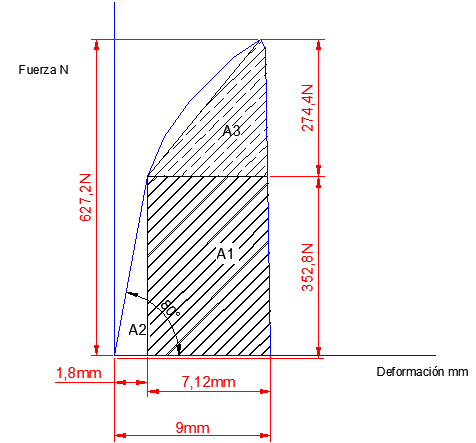 Fuerza N
627,2N
274,4N
A3
352,8N
A1
80°
A2
1,8mm
7,12mm
Deformación mm
9mm